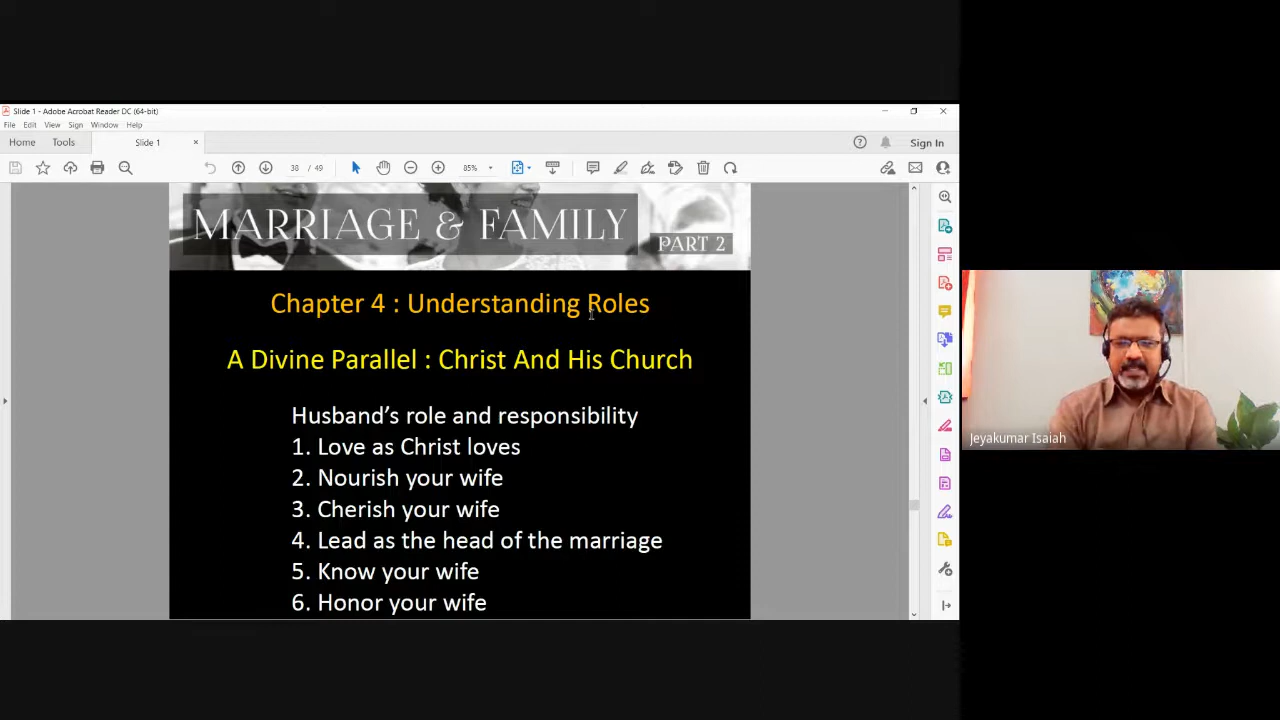 Slide 1 - Adobe Acrobat Reader DC (64-bit)
File Edit View Sign Window Help
Home Tools Slide 1 × Sign In
38 / 49 85%
MARRIAGE & FAMILY
PART 2
Chapter 4 : Understanding Roles
A Divine Parallel : Christ And His Church
Husband’s role and responsibility
1. Love as Christ loves
2. Nourish your wife
3. Cherish your wife
4. Lead as the head of the marriage
5. Know your wife
6. Honor your wife
Jeyakumar Isaiah